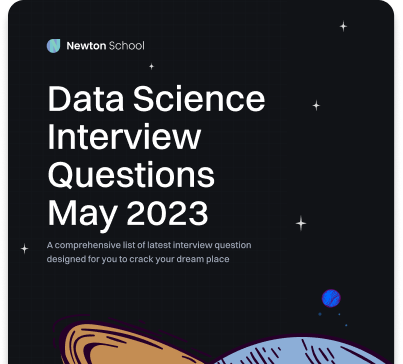 Newton School
Data Science
Interview
Questions
May 2023
A comprehensive list of latest interview question
designed for you to crack your dream place